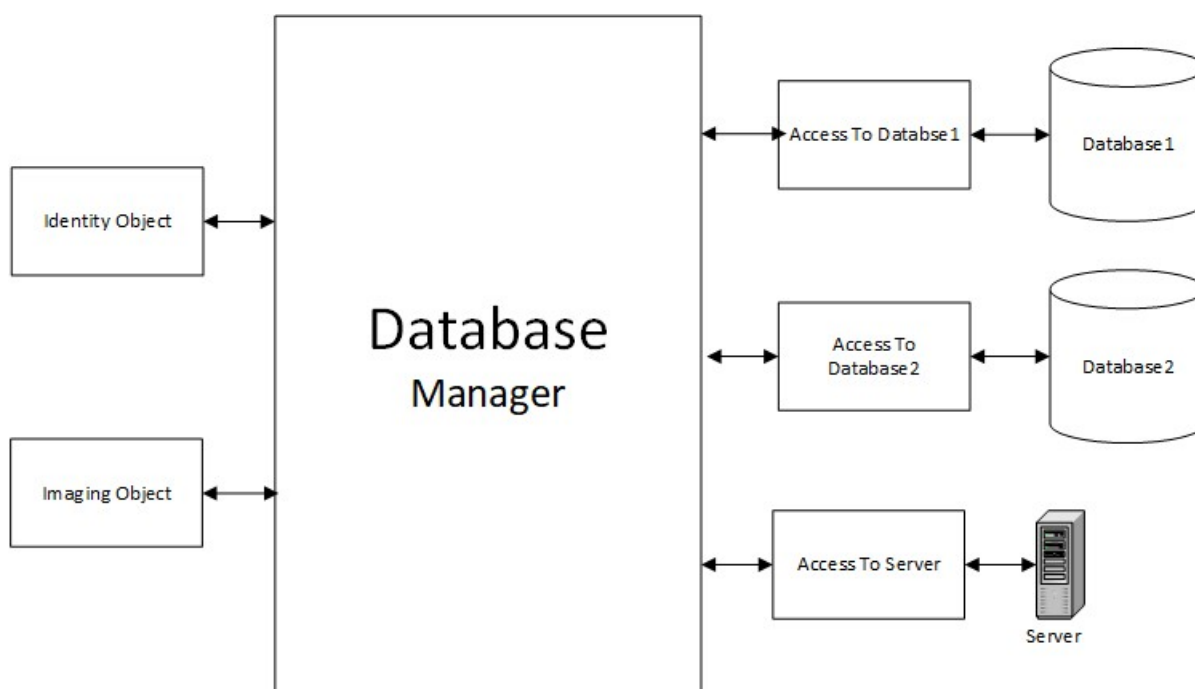 Identity Object
Imaging Object
Database
Manager
Access To Databse1
Database1
Access To
Database2
Database2
Access To Server
Server